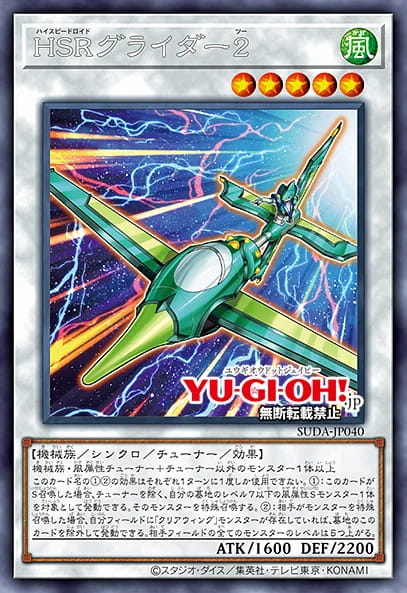 ハイスピードロイド ツー
HSRグライダー2
風
ユウギオウドットジェイピー
YU-GI-OH!.jp
無断転載禁止
SUDA-JP040
【機械族／シンクロ／チューナー／効果】
機械族・風属性チューナー＋チューナー以外のモンスター1体以上
このカード名の①②の効果はそれぞれ1ターンに1度しか使用できない。①：このカードが
S召喚した場合、チューナーを除く、自分の墓地のレベル7以下の風属性Sモンスター1体
を対象として発動できる。そのモンスターを特殊召喚する。②：相手がモンスターを特殊
召喚した場合、自分フィールドに「クリアウィング」モンスターが存在していれば、墓地のこの
カードを除外して発動できる。相手フィールドの全てのモンスターのレベルは5つ上がる。
ATK/1600 DEF/2200
©スタジオ・ダイス／集英社・テレビ東京・KONAMI